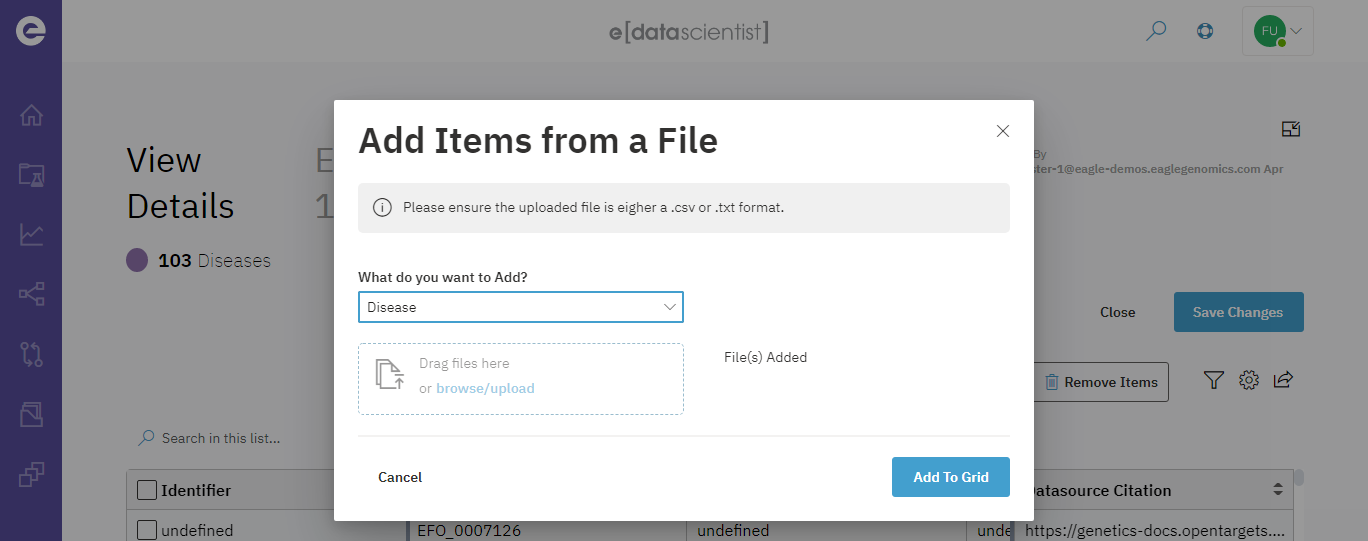 e[datascientist]
FU
Add Items from a File
View
Details
E
1
By
ster-1@eagle-demos.eaglegenomics.com Apr
Please ensure the uploaded file is eigher a .csv or .txt format.
103 Diseases
What do you want to Add?
Disease
Close
Save Changes
Drag files here
or browse/upload
File(s) Added
Remove Items
Search in this list...
Cancel
Add To Grid
Identifier
Datasource Citation
undefined
EFO_0007126
undefined
unde
https://genetics-docs.opentargets....